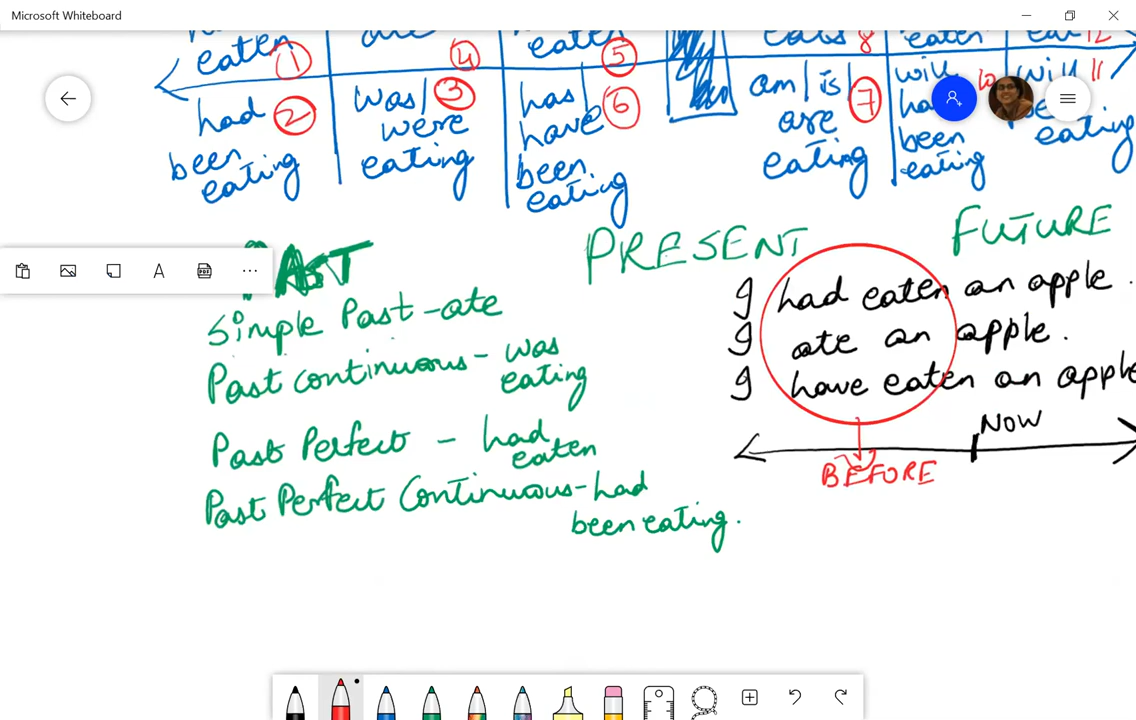 Microsoft Whiteboard
eaten 1
4
eaten 5
eats 8
eaten
12
had 2
been
eating
was/ 3
were
eating
has/ 6
have
been
eating
am/is 7
are
eating
will 10
been
eating
will 11
eating
PAST
PRESENT
FUTURE
Simple Past - ate
Past continuous - was
eating
Past Perfect - had
eaten
Past Perfect Continuous - had
been eating.
I had eaten an apple.
I ate an apple.
I have eaten an apple
NOW
BEFORE